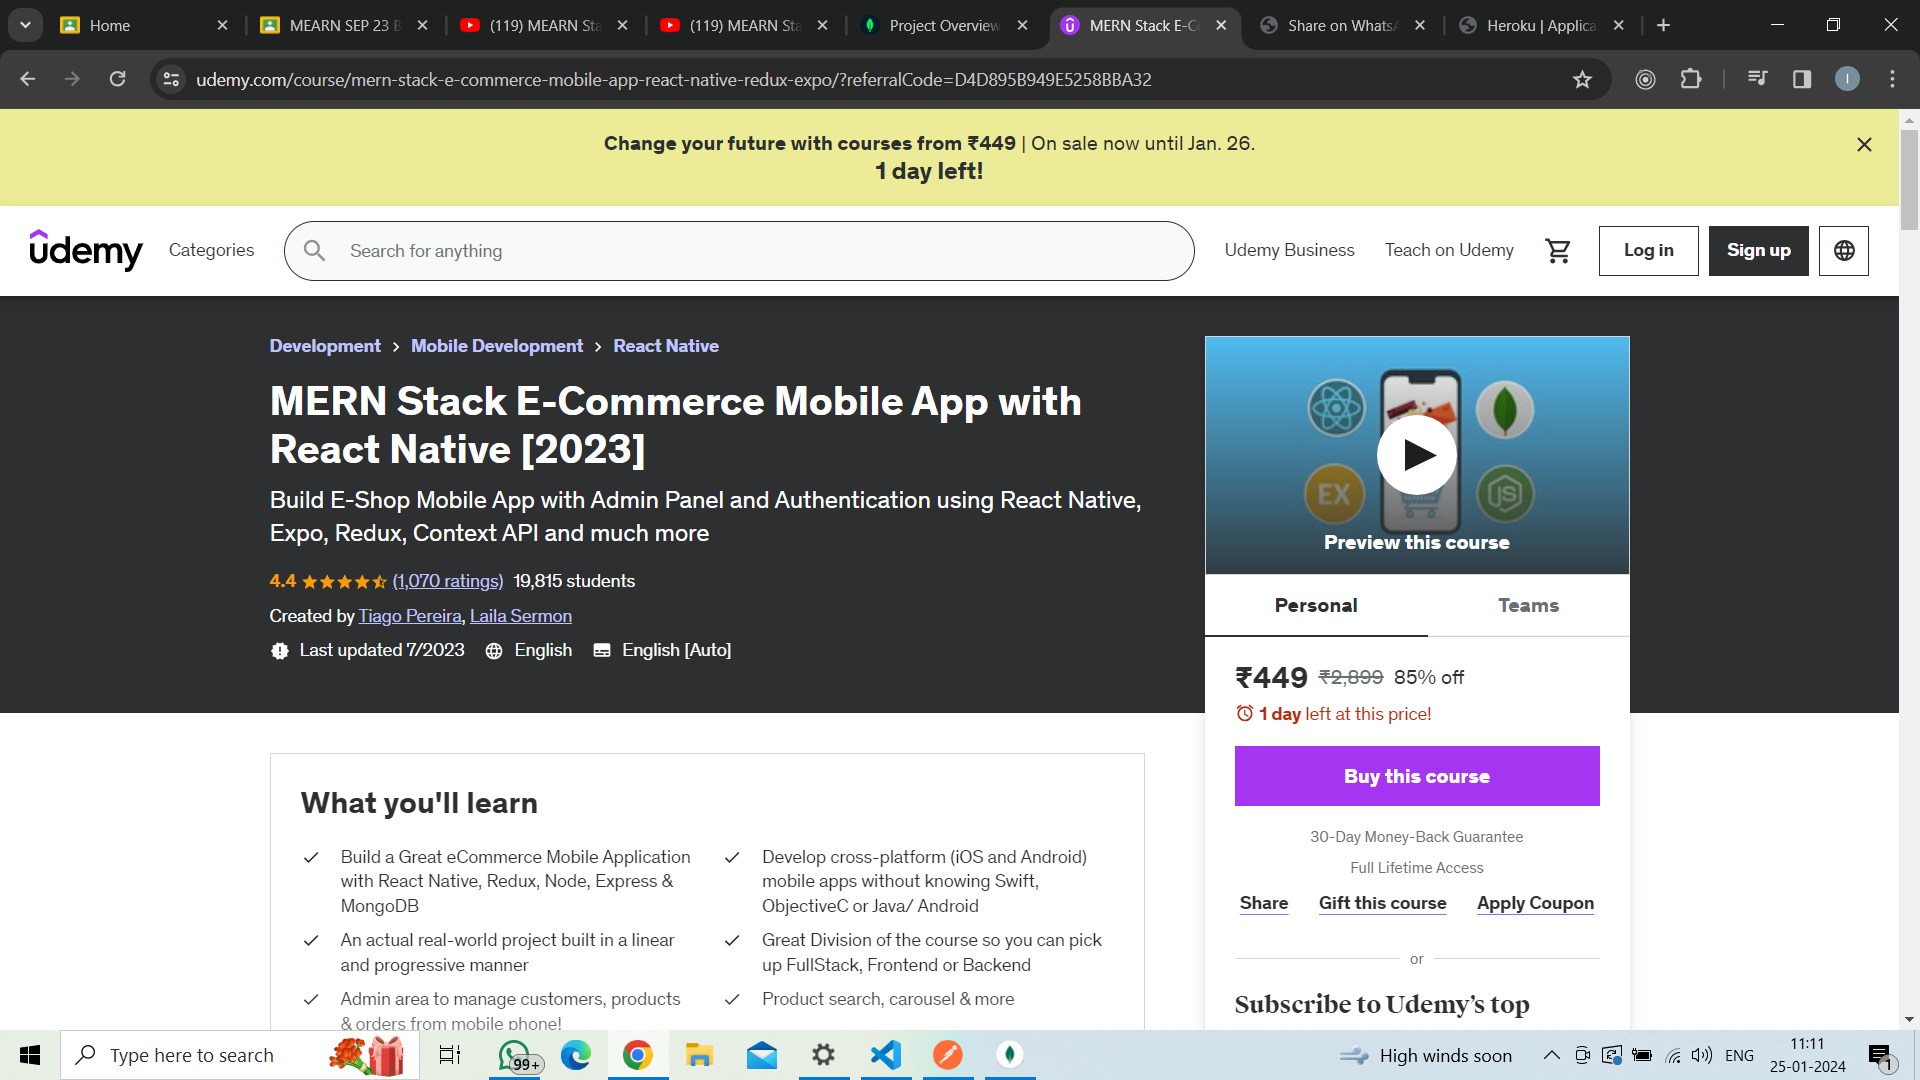 Home
MEARN SEP 23 B
(119) MEARN Sta
(119) MEARN Sta
Project Overview
MERN Stack E-Co
Share on Whats
Heroku | Applica
udemy.com/course/mern-stack-e-commerce-mobile-app-react-native-redux-expo/?referralCode=D4D895B949E5258BBA32
I
Change your future with courses from ₹449 | On sale now until Jan. 26.
1 day left!
udemy
Categories
Search for anything
Udemy Business
Teach on Udemy
Log in
Sign up
Development > Mobile Development > React Native
MERN Stack E-Commerce Mobile App with
React Native [2023]
Build E-Shop Mobile App with Admin Panel and Authentication using React Native,
Expo, Redux, Context API and much more
4.4 (1,070 ratings) 19,815 students
Created by Tiago Pereira, Laila Sermon
Last updated 7/2023 English English [Auto]
EX
JS
Preview this course
Personal
Teams
₹449 ₹2,899 85% off
1 day left at this price!
Buy this course
30-Day Money-Back Guarantee
Full Lifetime Access
Share Gift this course Apply Coupon
or
Subscribe to Udemy’s top
What you'll learn
Build a Great eCommerce Mobile Application
with React Native, Redux, Node, Express &
MongoDB
An actual real-world project built in a linear
and progressive manner
Admin area to manage customers, products
& orders from mobile phone!
Develop cross-platform (iOS and Android)
mobile apps without knowing Swift,
ObjectiveC or Java/ Android
Great Division of the course so you can pick
up FullStack, Frontend or Backend
Product search, carousel & more
Type here to search
99+
High winds soon
ENG
11:11
25-01-2024
1